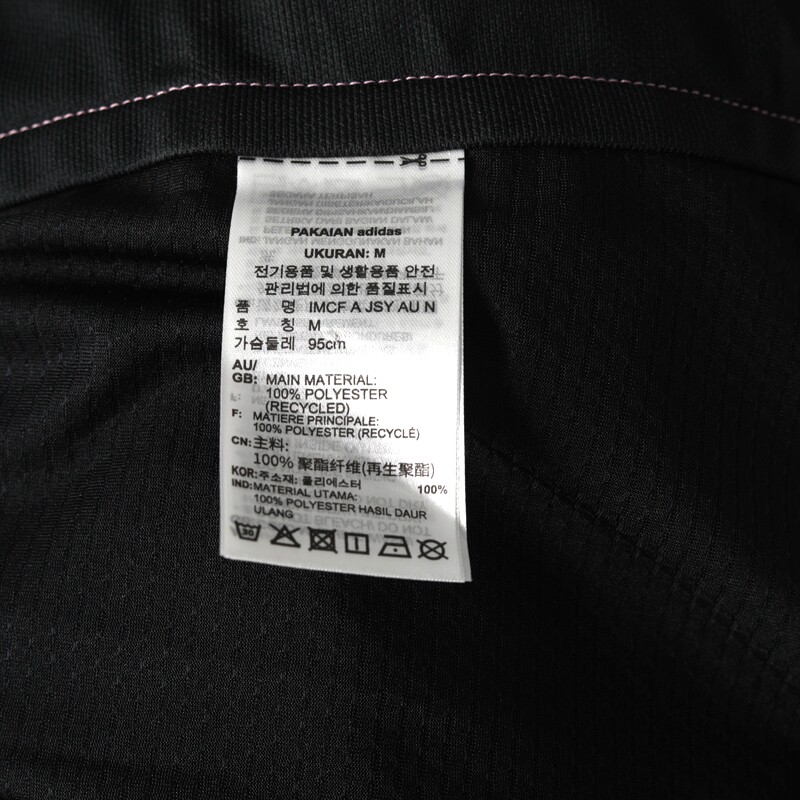 PAKAIAN adidas
UKURAN: M
전기용품 및 생활용품 안전
관리법에 의한 품질표시
품 명 IMCF A JSY AU N
호 칭 M
가슴둘레 95cm
AU/
GB: MAIN MATERIAL:
100% POLYESTER
(RECYCLED)
F: MATIERE PRINCIPALE:
100% POLYESTER (RECYCLÉ)
CN: 主料:
100% 聚酯纤维(再生聚酯)
KOR: 주소재: 폴리에스터 100%
IND: MATERIAL UTAMA:
100% POLYESTER HASIL DAUR
ULANG
30